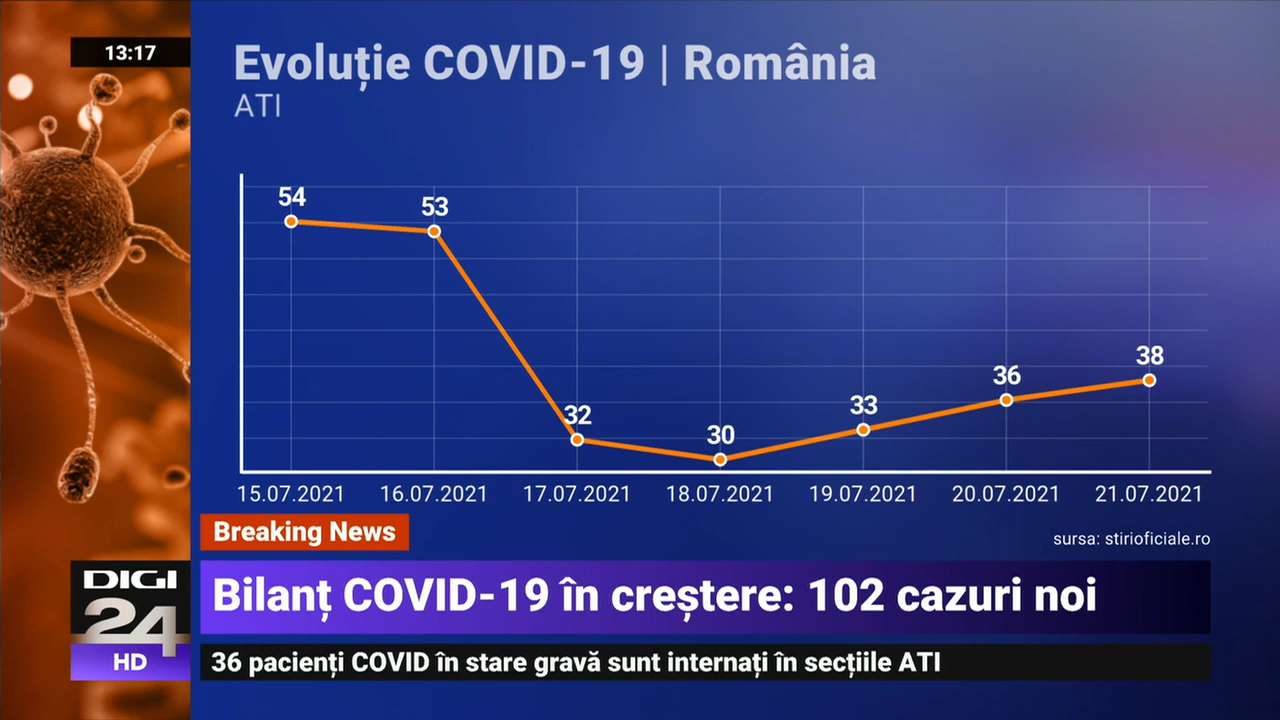 13:17
Evoluție COVID-19 | România
ATI
54
53
32
30
33
36
38
15.07.2021 16.07.2021 17.07.2021 18.07.2021 19.07.2021 20.07.2021 21.07.2021
Breaking News
sursa: stirioficiale.ro
DIGI
24
HD
Bilanț COVID-19 în creștere: 102 cazuri noi
36 pacienți COVID în stare gravă sunt internați în secțiile ATI